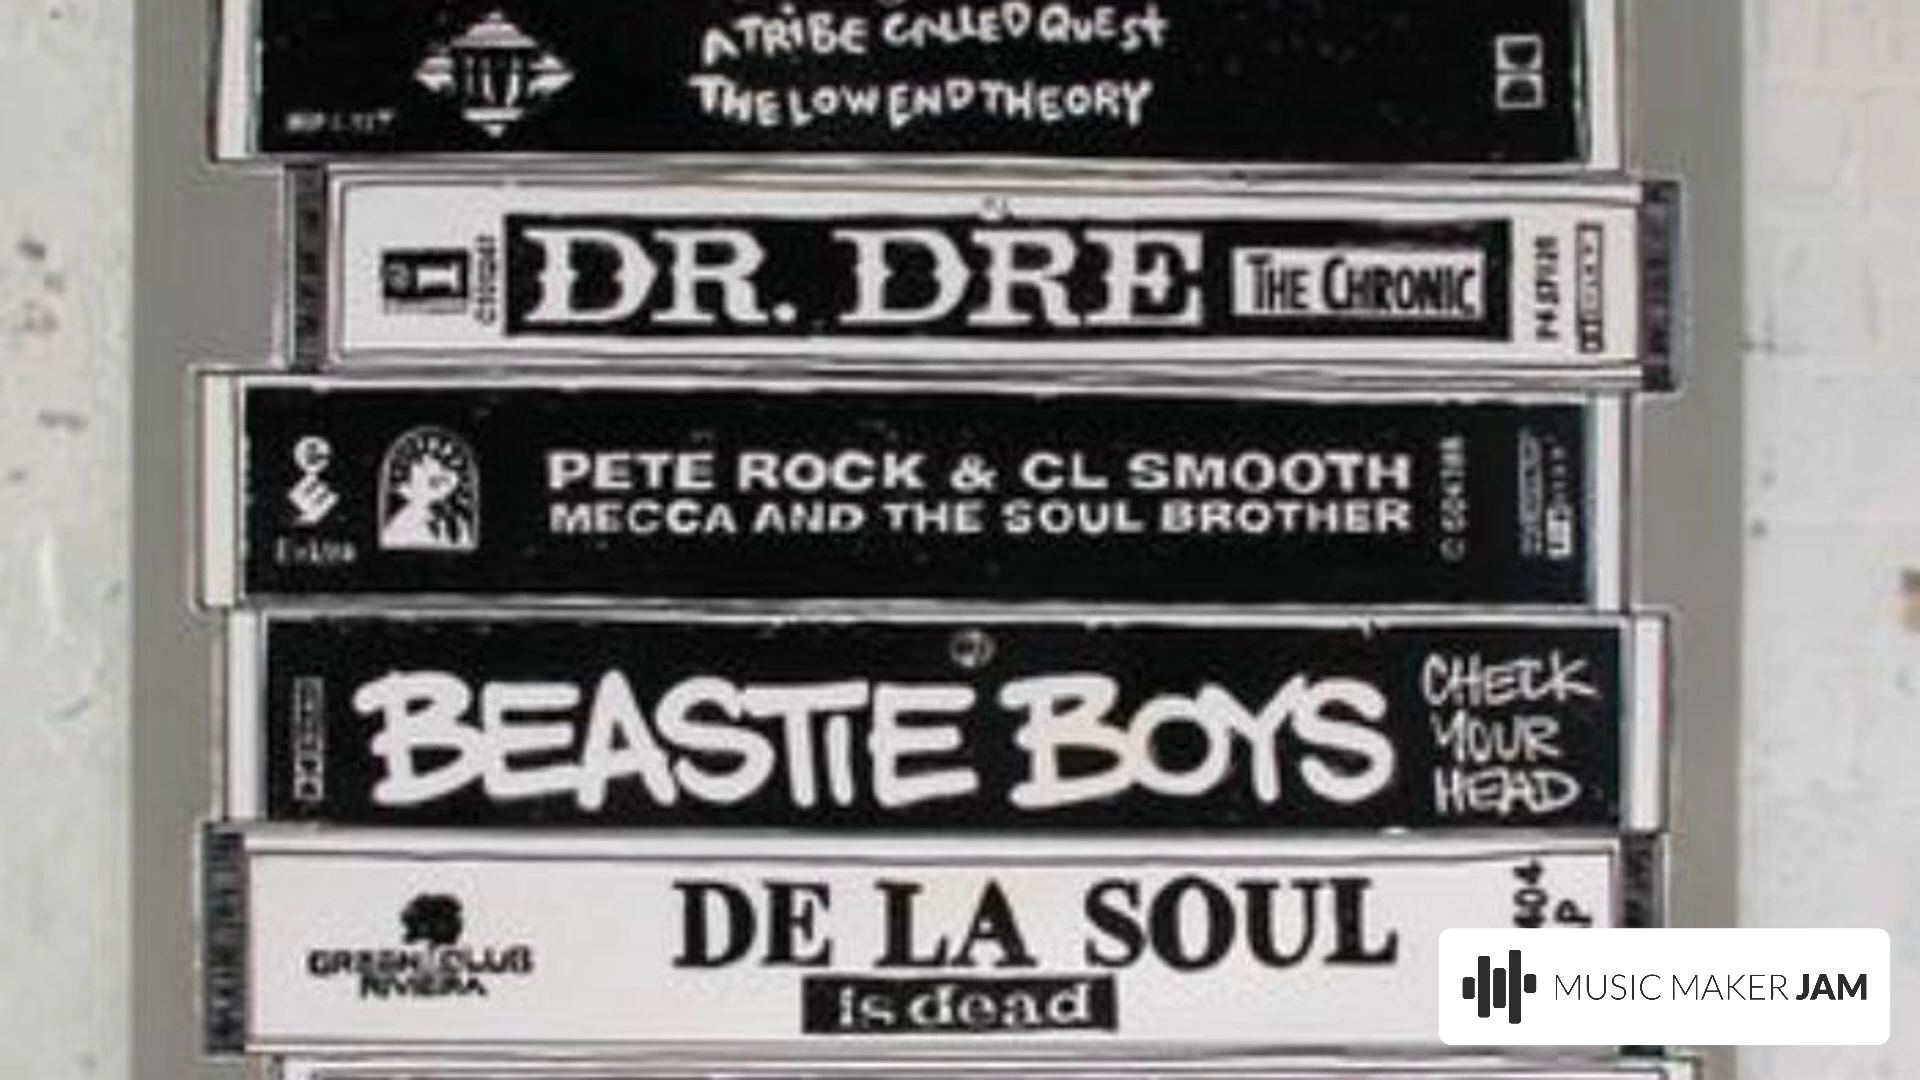 A TRIBE CALLED QUEST
THE LOW END THEORY
DR. DRE
THE CHRONIC
PETE ROCK & CL SMOOTH
MECCA AND THE SOUL BROTHER
BEASTIE BOYS
CHECK
YOUR
HEAD
DE LA SOUL
is dead
GREEN CLUB
RIVIERA
MUSIC MAKER JAM